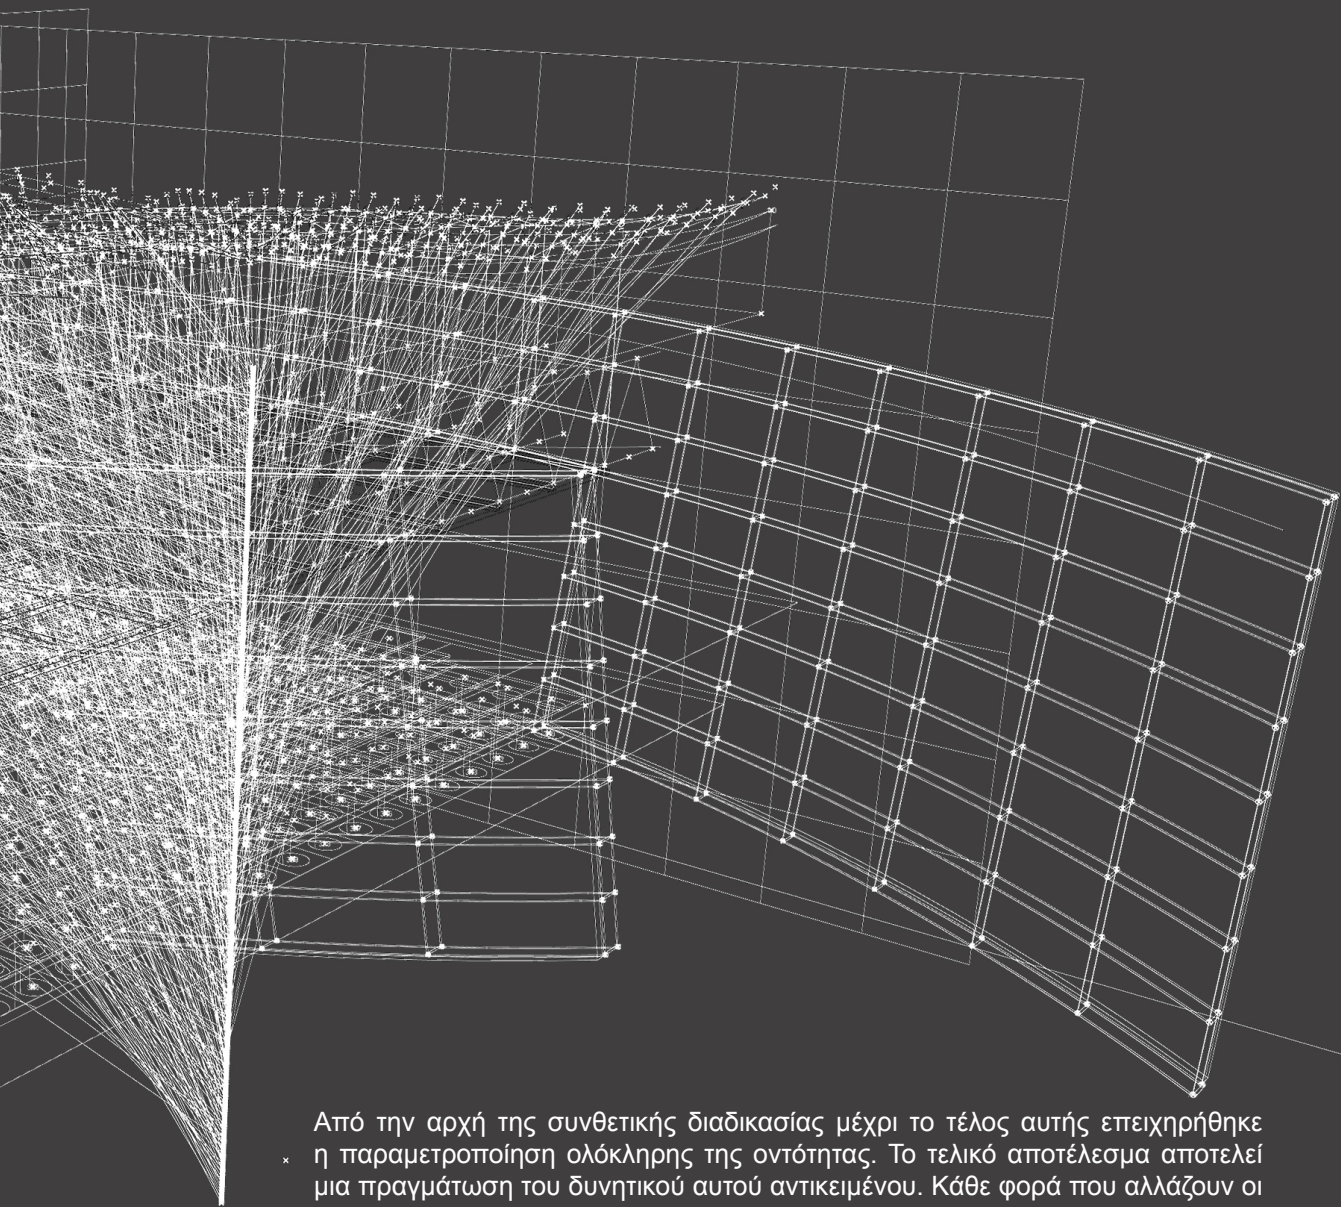 Από την αρχή της συνθετικής διαδικασίας μέχρι το τέλος αυτής επειχηρήθηκε
η παραμετροποίηση ολόκληρης της οντότητας. Το τελικό αποτέλεσμα αποτελεί
μια πραγμάτωση του δυνητικού αυτού αντικειμένου. Κάθε φορά που αλλάζουν οι